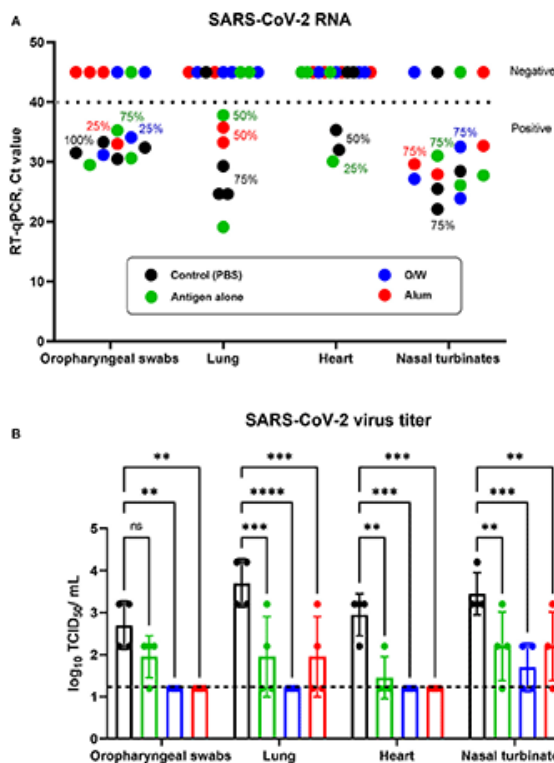 A
SARS-CoV-2 RNA
RT-qPCR, Ct value
50
40
30
20
10
0
Negative
Positive
100%
25%
75%
25%
50%
50%
75%
50%
25%
75%
75%
75%
75%
Control (PBS)
O/W
Antigen alone
Alum
Oropharyngeal swabs
Lung
Heart
Nasal turbinates
B
SARS-CoV-2 virus titer
log10 TCID50/ mL
5
4
3
2
1
0
**
**
ns
***
****
***
***
***
**
**
***
**
Oropharyngeal swabs
Lung
Heart
Nasal turbinate